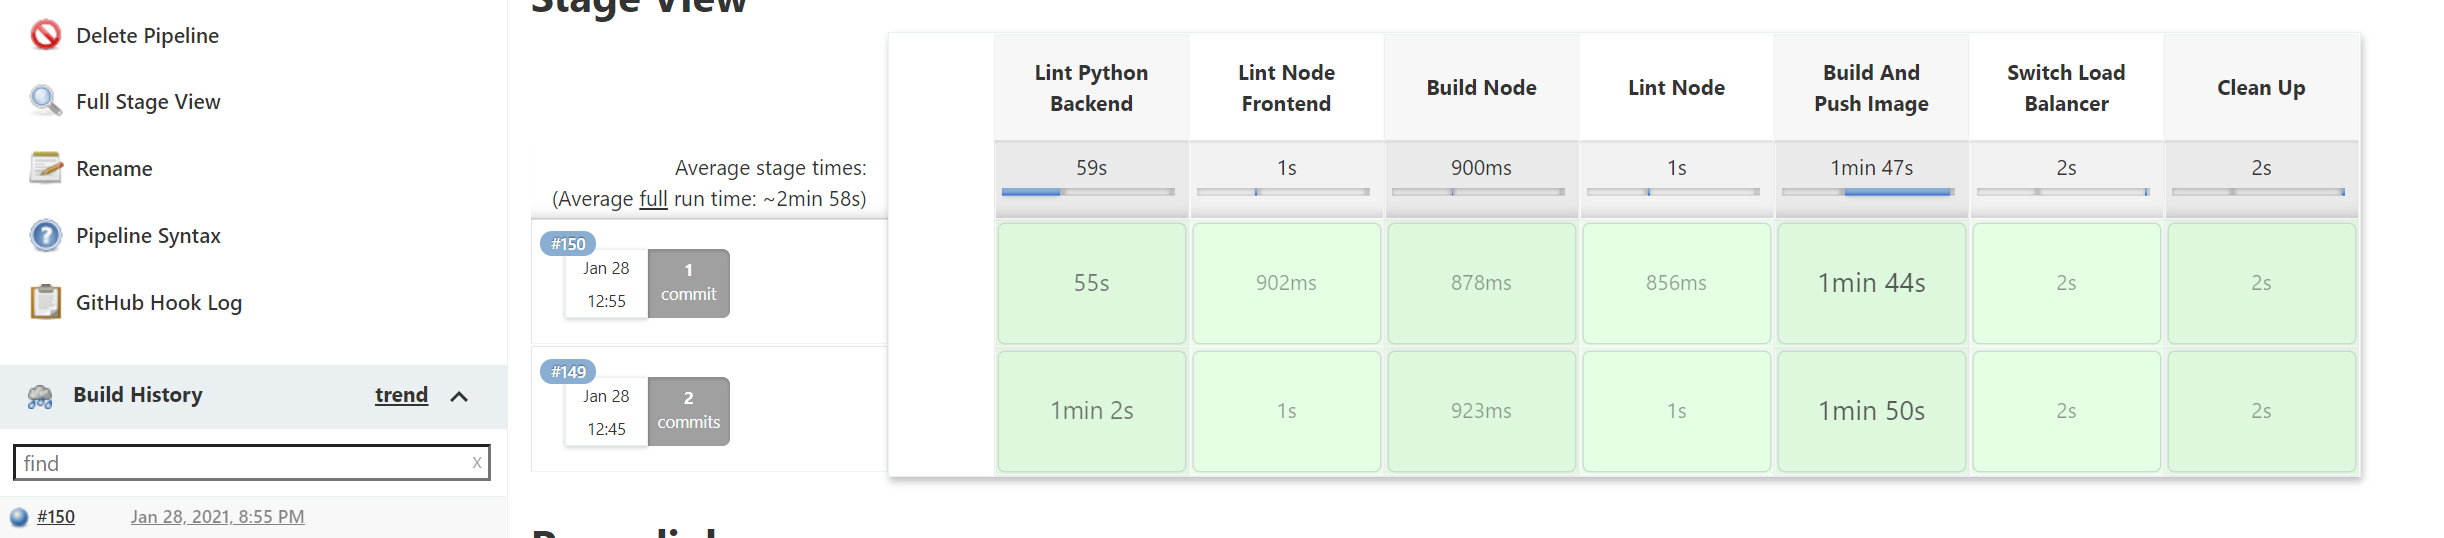 Delete Pipeline
Full Stage View
Rename
Pipeline Syntax
GitHub Hook Log
Build History trend
find x
#150 Jan 28, 2021, 8:55 PM
Stage View
Lint Python
Backend
Lint Node
Frontend
Build Node
Lint Node
Build And
Push Image
Switch Load
Balancer
Clean Up
Average stage times:
(Average full run time: ~2min 58s)
59s 1s 900ms 1s 1min 47s 2s 2s
#150
Jan 28
12:55
1
commit
55s 902ms 878ms 856ms 1min 44s 2s 2s
#149
Jan 28
12:45
2
commits
1min 2s 1s 923ms 1s 1min 50s 2s 2s